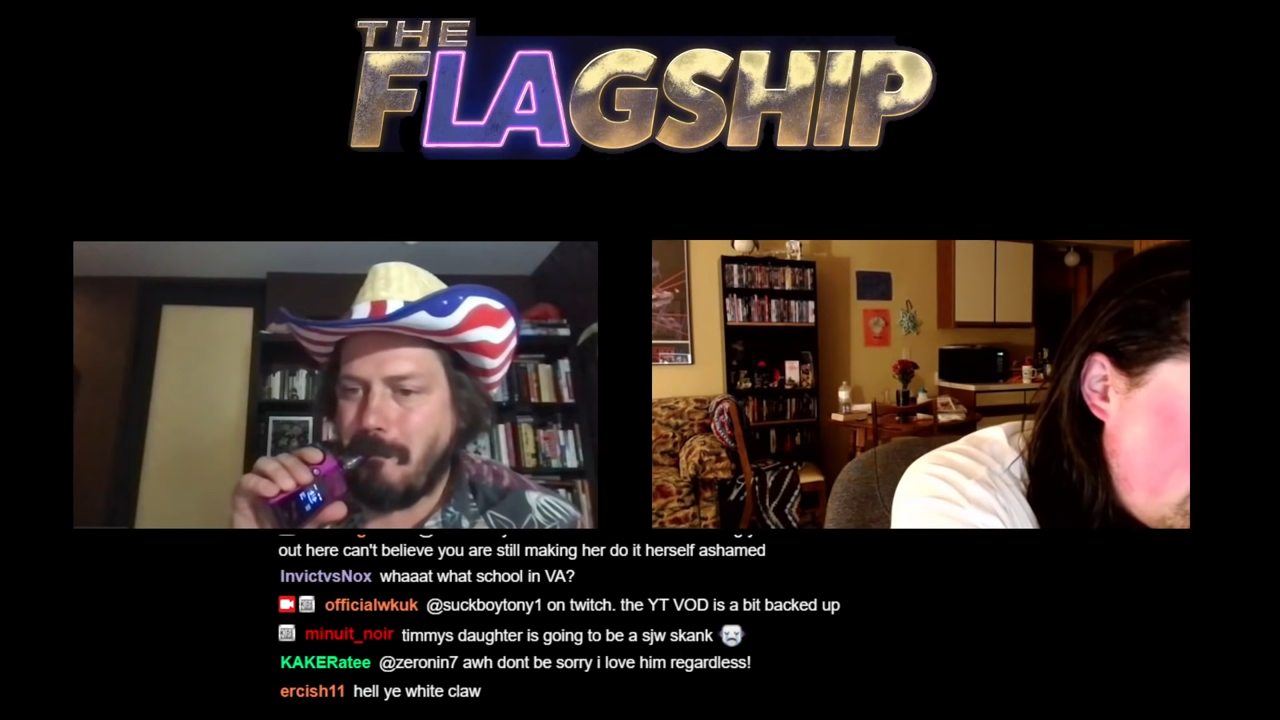 THE
FLAGSHIP
out here can't believe you are still making her do it herself ashamed
InvictvsNox whaaat what school in VA?
officialwkuk @suckboytony1 on twitch. the YT VOD is a bit backed up
minuit_noir timmys daughter is going to be a sjw skank
KAKERatee @zeronin7 awh dont be sorry i love him regardless!
ercish11 hell ye white claw